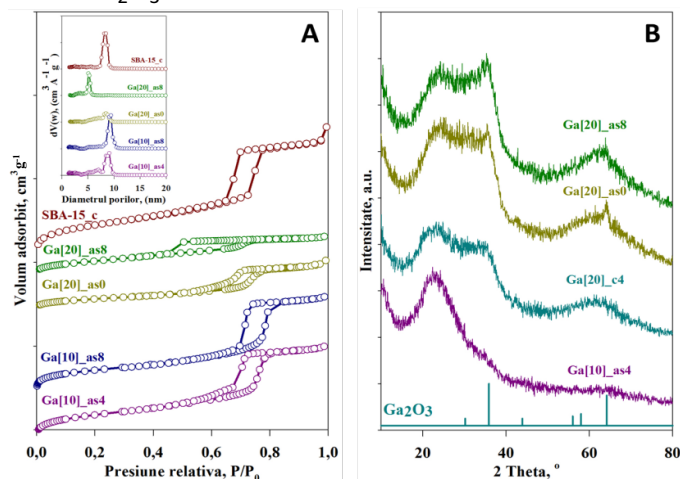 A
B
3 -1 -1
dV(w), (cm A g )
SBA-15_c
Ga[20]_as8
Ga[20]_as0
Ga[10]_as8
Ga[10]_as4
0 5 10 15 20
Diametrul porilor, (nm)
Volum adsorbit, cm³g⁻¹
SBA-15_c
Ga[20]_as8
Ga[20]_as0
Ga[10]_as8
Ga[10]_as4
0,0 0,2 0,4 0,6 0,8 1,0
Presiune relativa, P/P₀
Intensitate, a.u.
Ga[20]_as8
Ga[20]_as0
Ga[20]_c4
Ga[10]_as4
Ga2O3
20 40 60 80
2 Theta, °